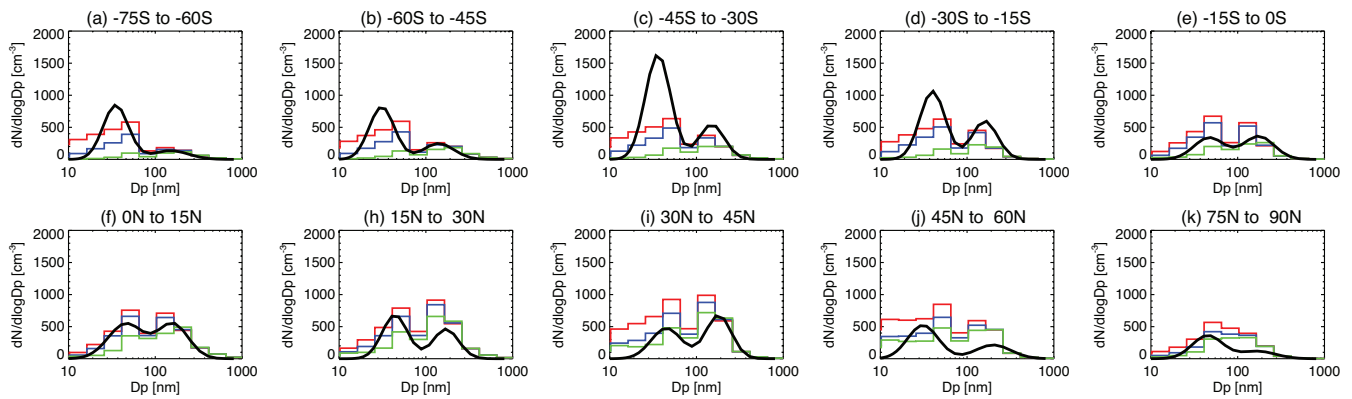 (a) -75S to -60S
(b) -60S to -45S
(c) -45S to -30S
(d) -30S to -15S
(e) -15S to 0S
dN/dlogDp [cm-3]
2000
1500
1000
500
0
10 100 1000
Dp [nm]
dN/dlogDp [cm-3]
2000
1500
1000
500
0
10 100 1000
Dp [nm]
dN/dlogDp [cm-3]
2000
1500
1000
500
0
10 100 1000
Dp [nm]
dN/dlogDp [cm-3]
2000
1500
1000
500
0
10 100 1000
Dp [nm]
dN/dlogDp [cm-3]
2000
1500
1000
500
0
10 100 1000
Dp [nm]
(f) 0N to 15N
(h) 15N to 30N
(i) 30N to 45N
(j) 45N to 60N
(k) 75N to 90N
dN/dlogDp [cm-3]
2000
1500
1000
500
0
10 100 1000
Dp [nm]
dN/dlogDp [cm-3]
2000
1500
1000
500
0
10 100 1000
Dp [nm]
dN/dlogDp [cm-3]
2000
1500
1000
500
0
10 100 1000
Dp [nm]
dN/dlogDp [cm-3]
2000
1500
1000
500
0
10 100 1000
Dp [nm]
dN/dlogDp [cm-3]
2000
1500
1000
500
0
10 100 1000
Dp [nm]